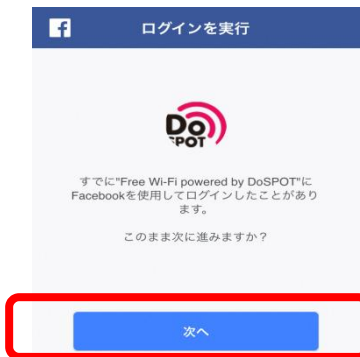 ログインを実行
Do
SPOT
すでに"Free Wi-Fi powered by DoSPOT"に
Facebookを使用してログインしたことがあり
ます。
このまま次に進みますか？
次へ